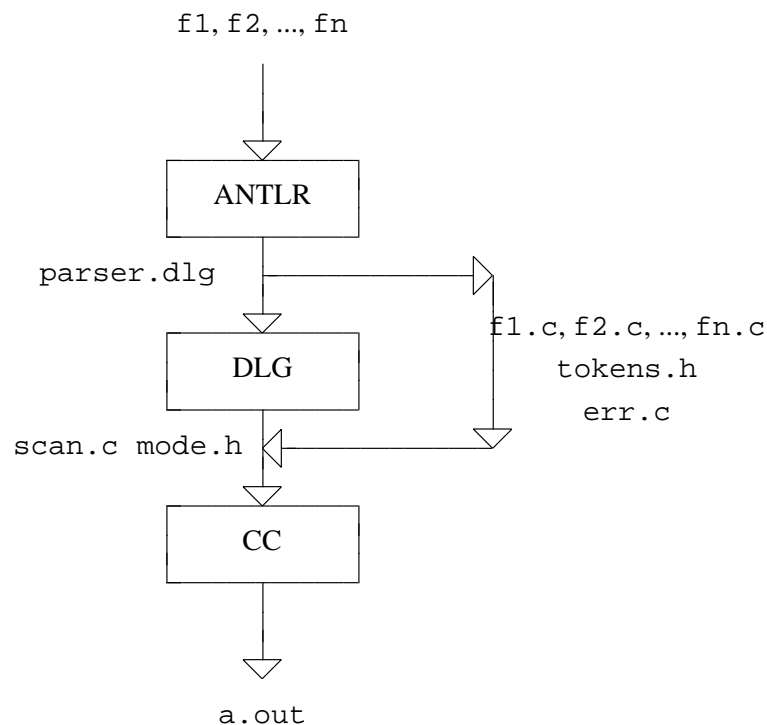 f1, f2, ..., fn
ANTLR
parser.dlg
f1.c, f2.c, ..., fn.c
tokens.h
err.c
DLG
scan.c mode.h
CC
a.out